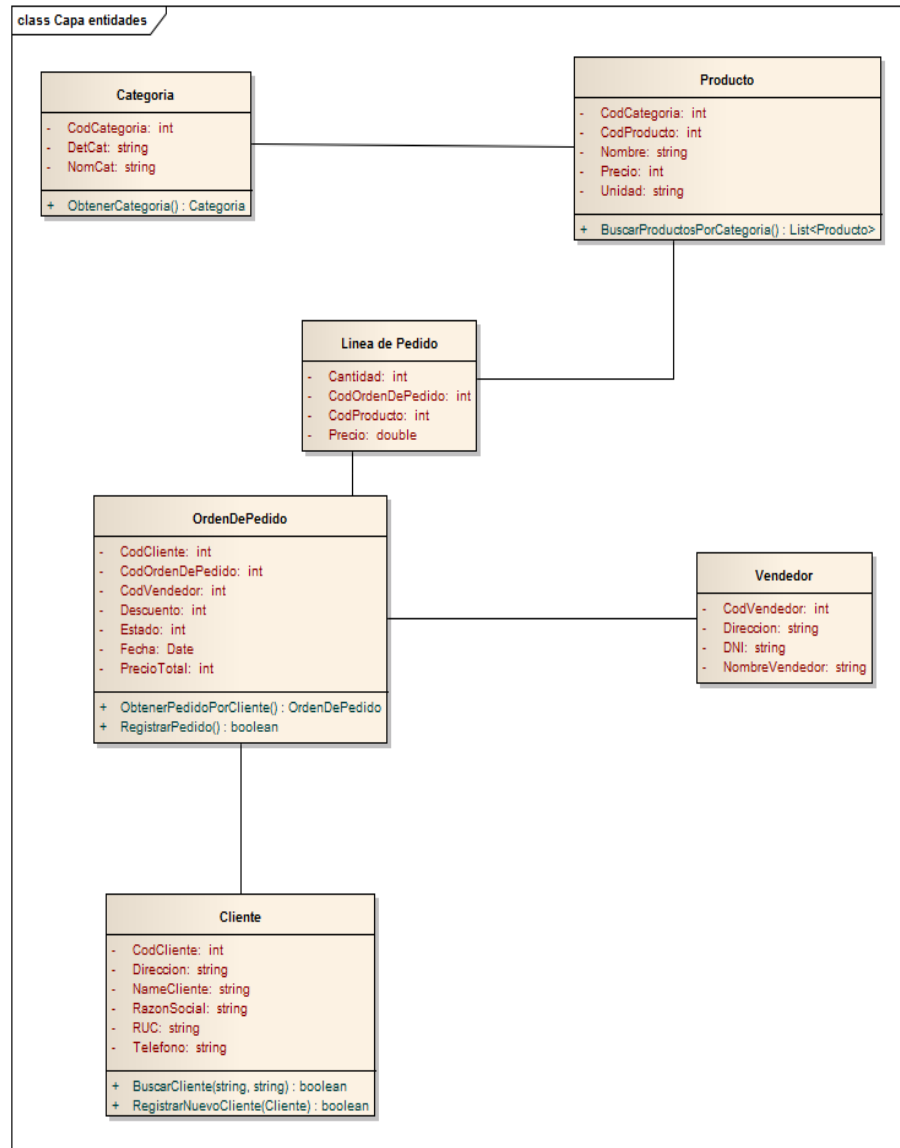 class Capa entidades
Categoria
- CodCategoria: int
- DetCat: string
- NomCat: string
+ ObtenerCategoria() : Categoria
Producto
- CodCategoria: int
- CodProducto: int
- Nombre: string
- Precio: int
- Unidad: string
+ BuscarProductosPorCategoria() : List<Producto>
Linea de Pedido
- Cantidad: int
- CodOrdenDePedido: int
- CodProducto: int
- Precio: double
OrdenDePedido
- CodCliente: int
- CodOrdenDePedido: int
- CodVendedor: int
- Descuento: int
- Estado: int
- Fecha: Date
- PrecioTotal: int
+ ObtenerPedidoPorCliente() : OrdenDePedido
+ RegistrarPedido() : boolean
Vendedor
- CodVendedor: int
- Direccion: string
- DNI: string
- NombreVendedor: string
Cliente
- CodCliente: int
- Direccion: string
- NameCliente: string
- RazonSocial: string
- RUC: string
- Telefono: string
+ BuscarCliente(string, string) : boolean
+ RegistrarNuevoCliente(Cliente) : boolean